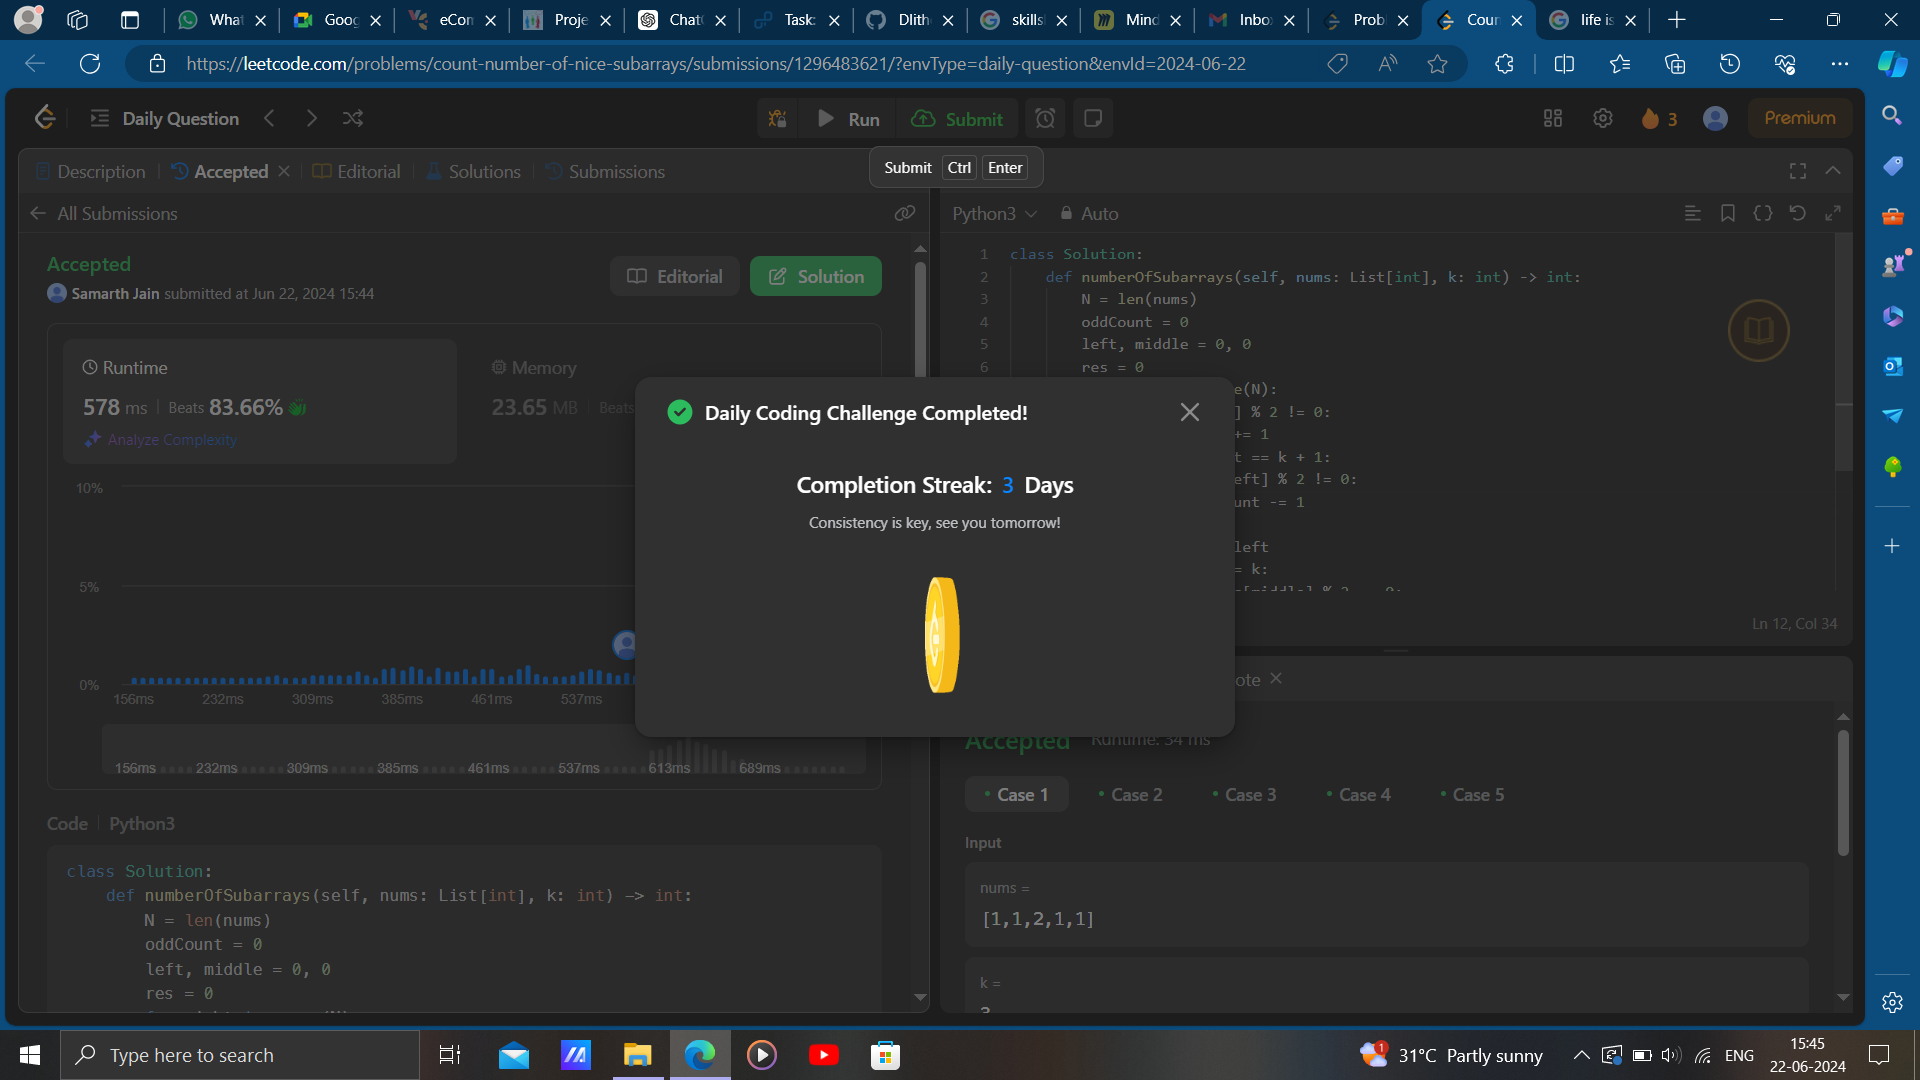 What
Goog
eCom
Proje
Chat
Task:
Dlith
skills
Mind
Inbo
Prob
Coun
life is
https://leetcode.com/problems/count-number-of-nice-subarrays/submissions/1296483621/?envType=daily-question&envId=2024-06-22
Daily Question
Run
Submit
3
Premium
Submit Ctrl Enter
Description
Accepted
Editorial
Solutions
Submissions
All Submissions
Accepted
Samarth Jain submitted at Jun 22, 2024 15:44
Editorial
Solution
Runtime
578 ms
Beats 83.66%
Analyze Complexity
Memory
23.65 MB
Beats
10%
5%
0%
156ms 232ms 309ms 385ms 461ms 537ms
156ms 232ms 309ms 385ms 461ms 537ms 613ms 689ms
Code Python3
class Solution:
def numberOfSubarrays(self, nums: List[int], k: int) -> int:
N = len(nums)
oddCount = 0
left, middle = 0, 0
res = 0
Daily Coding Challenge Completed!
Completion Streak: 3 Days
Consistency is key, see you tomorrow!
Python3
Auto
1 class Solution:
2 def numberOfSubarrays(self, nums: List[int], k: int) -> int:
3 N = len(nums)
4 oddCount = 0
5 left, middle = 0, 0
6 res = 0
e(N):
] % 2 != 0:
+= 1
t == k + 1:
eft] % 2 != 0:
unt -= 1
left
= k:
Ln 12, Col 34
ote
Accepted Runtime: 34 ms
Case 1
Case 2
Case 3
Case 4
Case 5
Input
nums =
[1,1,2,1,1]
k =
Type here to search
1
31°C Partly sunny
ENG
15:45
22-06-2024